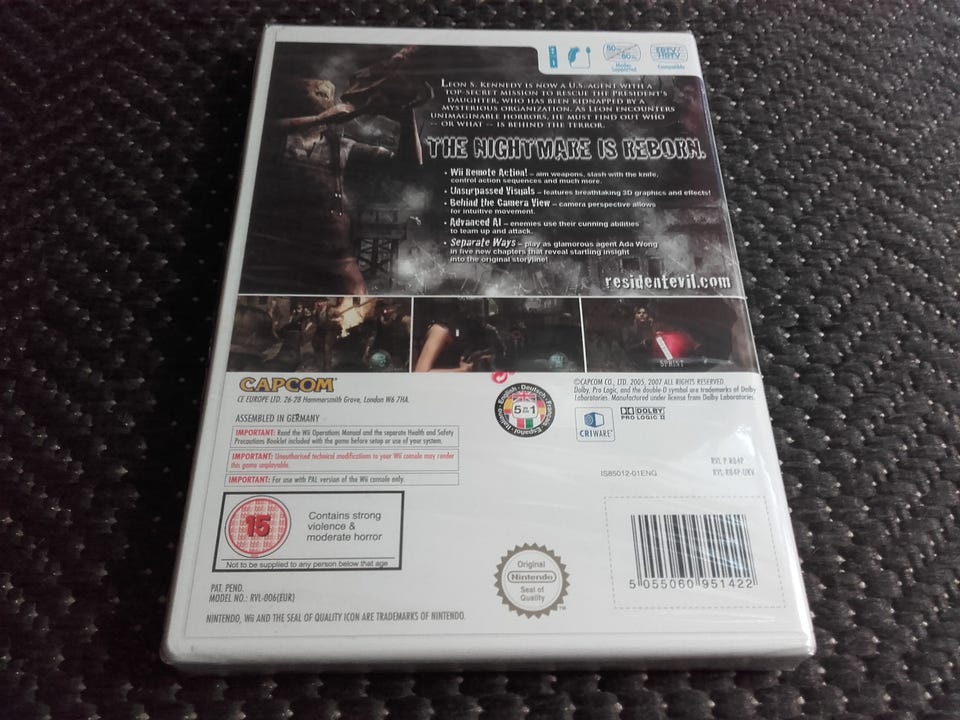 50Hz
60Hz
Modes
Supported
EDTV/
HDTV
Compatible
LEON S. KENNEDY IS NOW A U.S. AGENT WITH A
TOP-SECRET MISSION TO RESCUE THE PRESIDENT'S
DAUGHTER, WHO HAS BEEN KIDNAPPED BY A
MYSTERIOUS ORGANIZATION. AS LEON ENCOUNTERS
UNIMAGINABLE HORRORS, HE MUST FIND OUT WHO
-- OR WHAT -- IS BEHIND THE TERROR.
THE NIGHTMARE IS REBORN.
• Wii Remote Action! – aim weapons, slash with the knife,
control action sequences and much more.
• Unsurpassed Visuals – features breathtaking 3D graphics and effects!
• Behind the Camera View – camera perspective allows
for intuitive movement.
• Advanced AI – enemies use their cunning abilities
to team up and attack.
• Separate Ways – play as glamorous agent Ada Wong
in five new chapters that reveal startling insight
into the original storyline!
residentevil.com
SPRINT
CAPCOM
CE EUROPE LTD. 26-28 Hammersmith Grove, London W6 7HA.
ASSEMBLED IN GERMANY
IMPORTANT: Read the Wii Operations Manual and the separate Health and Safety
Precautions Booklet included with the game before setup or use of your system.
IMPORTANT: Unauthorised technical modifications to your Wii console may render
this game unplayable.
IMPORTANT: For use with PAL version of the Wii console only.
English · Deutsch · Français · Español · Italiano
5in1
©CAPCOM CO., LTD. 2005, 2007 ALL RIGHTS RESERVED.
Dolby, Pro Logic, and the double-D symbol are trademarks of Dolby
Laboratories. Manufactured under license from Dolby Laboratories.
CRIWARE
DOLBY
PRO LOGIC II
IS85012-01ENG
RVL P RB4P
RVL-RB4P-UKV
15
Contains strong
violence &
moderate horror
Not to be supplied to any person below that age
Original
Nintendo
Seal of
Quality
TM
5 055060 951422
PAT. PEND.
MODEL NO.: RVL-006(EUR)
NINTENDO, Wii AND THE SEAL OF QUALITY ICON ARE TRADEMARKS OF NINTENDO.